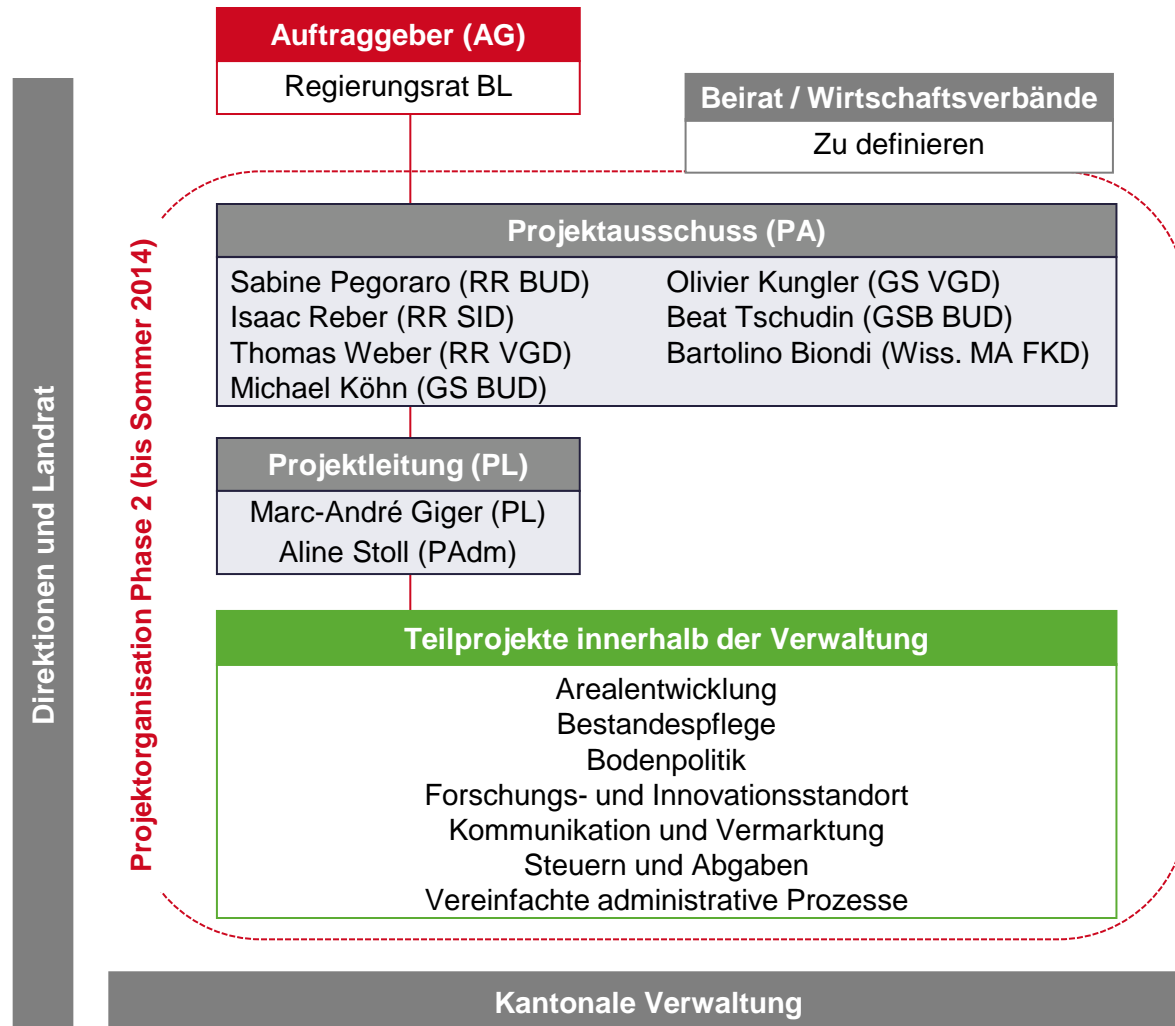 Auftraggeber (AG)
Regierungsrat BL
Beirat / Wirtschaftsverbände
Zu definieren
Direktionen und Landrat
Projektorganisation Phase 2 (bis Sommer 2014)
Projektausschuss (PA)
Sabine Pegoraro (RR BUD)
Isaac Reber (RR SID)
Thomas Weber (RR VGD)
Michael Köhn (GS BUD)
Olivier Kungler (GS VGD)
Beat Tschudin (GSB BUD)
Bartolino Biondi (Wiss. MA FKD)
Projektleitung (PL)
Marc-André Giger (PL)
Aline Stoll (PAdm)
Teilprojekte innerhalb der Verwaltung
Arealentwicklung
Bestandespflege
Bodenpolitik
Forschungs- und Innovationsstandort
Kommunikation und Vermarktung
Steuern und Abgaben
Vereinfachte administrative Prozesse
Kantonale Verwaltung